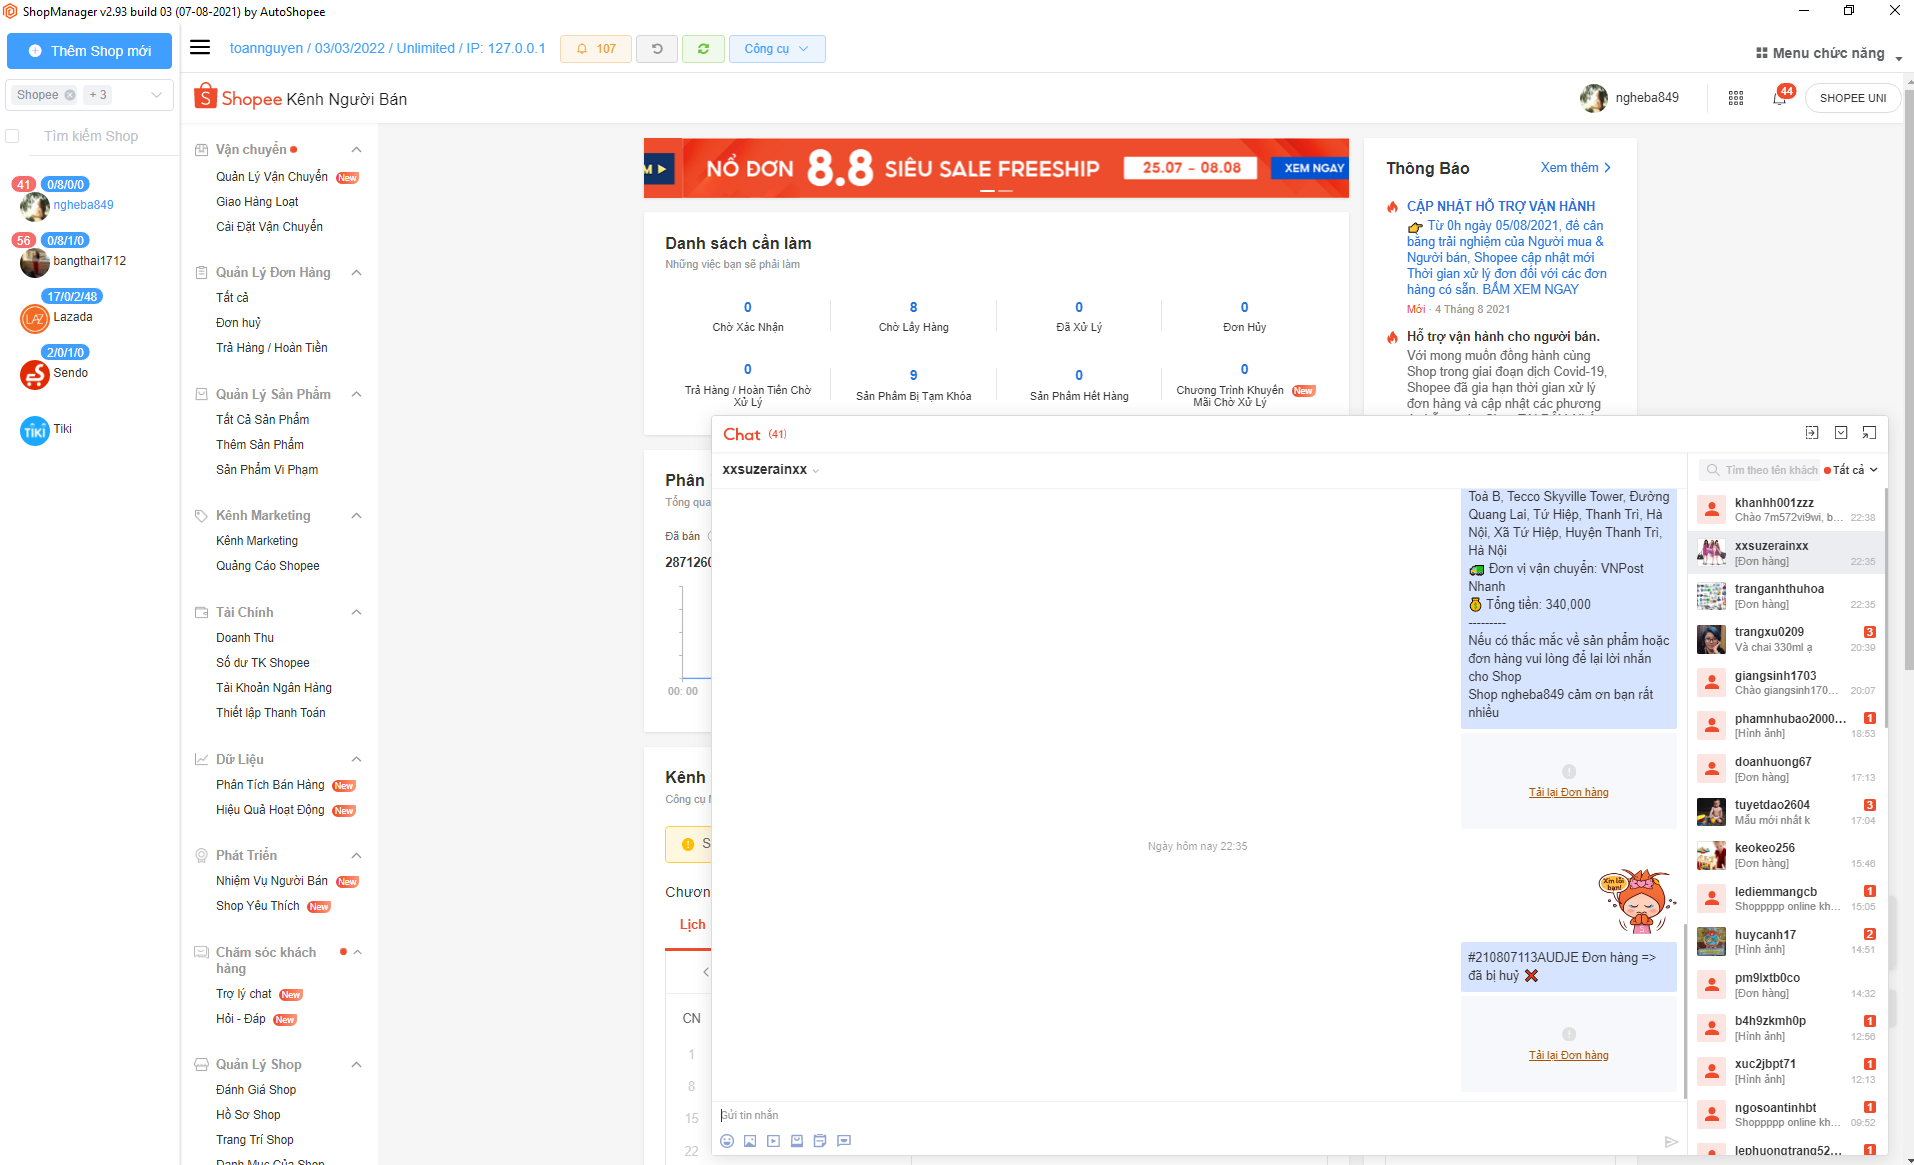 ShopManager v2.93 build 03 (07-08-2021) by AutoShopee
Thêm Shop mới
toannguyen / 03/03/2022 / Unlimited / IP: 127.0.0.1
107
Công cụ
Menu chức năng
Shopee
+ 3
Tìm kiếm Shop
41
0/8/0/0
ngheba849
56
0/8/1/0
bangthai1712
17/0/2/48
LAZ
Lazada
2/0/1/0
Sendo
TIKI
Tiki
Shopee Kênh Người Bán
ngheba849
44
SHOPEE UNI
Vận chuyển
Quản Lý Vận Chuyển New
Giao Hàng Loạt
Cài Đặt Vận Chuyển
Quản Lý Đơn Hàng
Tất cả
Đơn huỷ
Trả Hàng / Hoàn Tiền
Quản Lý Sản Phẩm
Tất Cả Sản Phẩm
Thêm Sản Phẩm
Sản Phẩm Vi Phạm
Kênh Marketing
Kênh Marketing
Quảng Cáo Shopee
Tài Chính
Doanh Thu
Số dư TK Shopee
Tài Khoản Ngân Hàng
Thiết lập Thanh Toán
Dữ Liệu
Phân Tích Bán Hàng New
Hiệu Quả Hoạt Động New
Phát Triển
Nhiệm Vụ Người Bán New
Shop Yêu Thích New
Chăm sóc khách
hàng
Trợ lý chat New
Hỏi - Đáp New
Quản Lý Shop
Đánh Giá Shop
Hồ Sơ Shop
Trang Trí Shop
Danh Mục Của Shop
M
NỔ ĐƠN 8.8 SIÊU SALE FREESHIP
25.07 - 08.08
XEM NGAY
Danh sách cần làm
Những việc bạn sẽ phải làm
0
Chờ Xác Nhận
8
Chờ Lấy Hàng
0
Đã Xử Lý
0
Đơn Hủy
0
Trả Hàng / Hoàn Tiền Chờ
Xử Lý
9
Sản Phẩm Bị Tạm Khóa
0
Sản Phẩm Hết Hàng
0
Chương Trình Khuyến New
Mãi Chờ Xử Lý
Phân
Tổng qua
Đã bán
2871260
00: 00
Kênh
Công cụ
S
Chươn
Lịch
CN
1
8
15
22
Thông Báo
Xem thêm
CẬP NHẬT HỖ TRỢ VẬN HÀNH
Từ 0h ngày 05/08/2021, để cân
bằng trải nghiệm của Người mua &
Người bán, Shopee cập nhật mới
Thời gian xử lý đơn đối với các đơn
hàng có sẵn. BẤM XEM NGAY
Mới · 4 Tháng 8 2021
Hỗ trợ vận hành cho người bán.
Với mong muốn đồng hành cùng
Shop trong giai đoạn dịch Covid-19,
Shopee đã gia hạn thời gian xử lý
đơn hàng và cập nhật các phương
Chat (41)
xxsuzerainxx
Toà B, Tecco Skyville Tower, Đường
Quang Lai, Tứ Hiệp, Thanh Trì, Hà
Nội, Xã Tứ Hiệp, Huyện Thanh Trì,
Hà Nội
🚛 Đơn vị vận chuyển: VNPost
Nhanh
💰 Tổng tiền: 340,000
---------
Nếu có thắc mắc về sản phẩm hoặc
đơn hàng vui lòng để lại lời nhắn
cho Shop
Shop ngheba849 cảm ơn bạn rất
nhiều
Tải lại Đơn hàng
Ngày hôm nay 22:35
Xin lỗi
bạn!
#210807113AUDJE Đơn hàng =>
đã bị huỷ ❌
Tải lại Đơn hàng
Gửi tin nhắn
Tìm theo tên khách
Tất cả
khanhh001zzz
Chào 7m572vi9wi, b... 22:38
xxsuzerainxx
[Đơn hàng] 22:35
tranganhthuhoa
[Đơn hàng] 22:35
trangxu0209 3
Và chai 330ml ạ 20:39
giangsinh1703
Chào giangsinh170... 20:07
phamnhubao2000... 1
[Hình ảnh] 18:53
doanhuong67
[Đơn hàng] 17:13
tuyetdao2604 3
Mẫu mới nhất k 17:04
keokeo256
[Đơn hàng] 15:46
lediemmangcb 1
Shoppppp online kh... 15:05
huycanh17 2
[Hình ảnh] 14:51
pm9lxtb0co
[Đơn hàng] 14:32
b4h9zkmh0p 1
[Hình ảnh] 12:56
xuc2jbpt71 1
[Hình ảnh] 12:13
ngosoantinhbt 1
Shoppppp online kh... 09:52
lephuongtrang52... 1